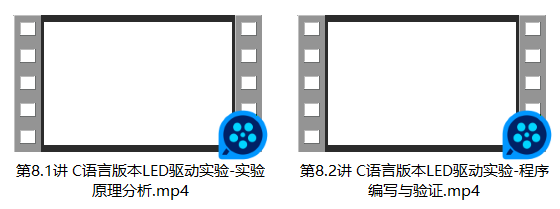 第8.1讲 C语言版本LED驱动实验-实验
原理分析.mp4
第8.2讲 C语言版本LED驱动实验-程序
编写与验证.mp4